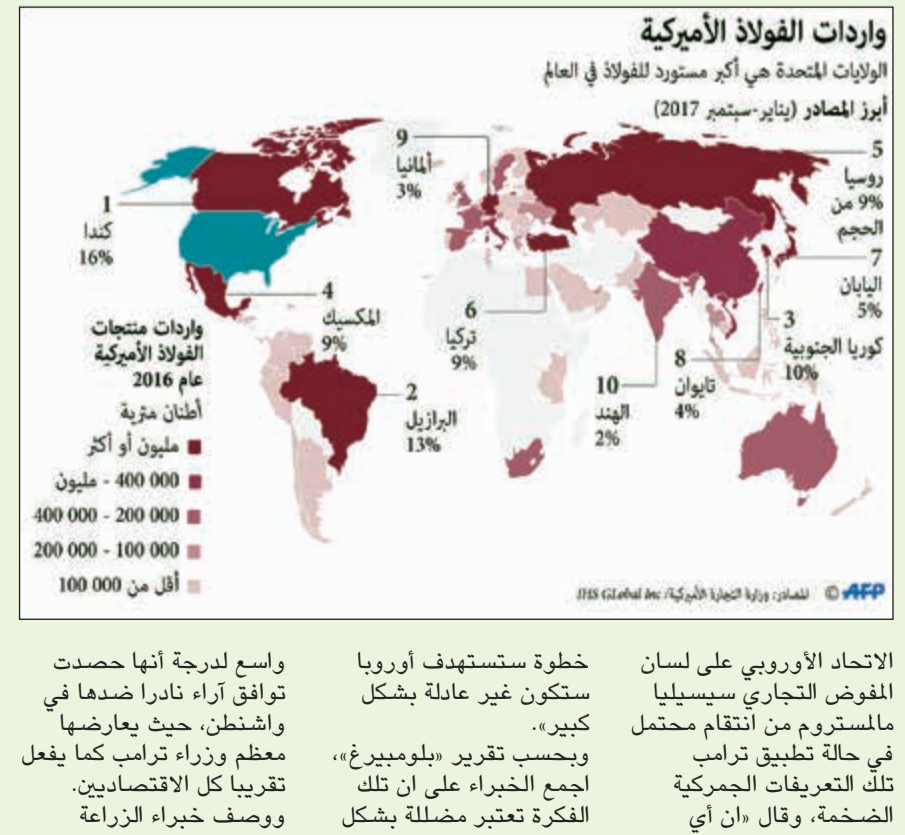 واردات الفولاذ الأميركية
الولايات المتحدة هي أكبر مستورد للفولاذ في العالم
أبرز المصادر (يناير-سبتمبر 2017)
5
روسيا
9% من
الحجم
7
اليابان
5%
3
كوريا الجنوبية
10%
8
تايوان
4%
10
الهند
2%
9
ألمانيا
3%
6
تركيا
9%
1
كندا
16%
4
المكسيك
9%
2
البرازيل
13%
واردات منتجات
الفولاذ الأميركية
عام 2016
أطنان مترية
مليون أو أكثر
400 000 - مليون
200 000 - 400 000
100 000 - 200 000
أقل من 100 000
© AFP المصادر: وزارة التجارة الأميركية/ IHS GLobal Inc
الاتحاد الأوروبي على لسان
المفوض التجاري سيسيليا
مالمستروم من انتقام محتمل
في حالة تطبيق ترامب
تلك التعريفات الجمركية
الضخمة، وقال «ان أي
خطوة ستستهدف أوروبا
ستكون غير عادلة بشكل
كبير».
وبحسب تقرير «بلومبيرغ»،
اجمع الخبراء على ان تلك
الفكرة تعتبر مضللة بشكل
واسع لدرجة أنها حصدت
توافق آراء نادرا ضدها في
واشنطن، حيث يعارضها
معظم وزراء ترامب كما يفعل
تقريبا كل الاقتصاديين.
ووصف خبراء الزراعة